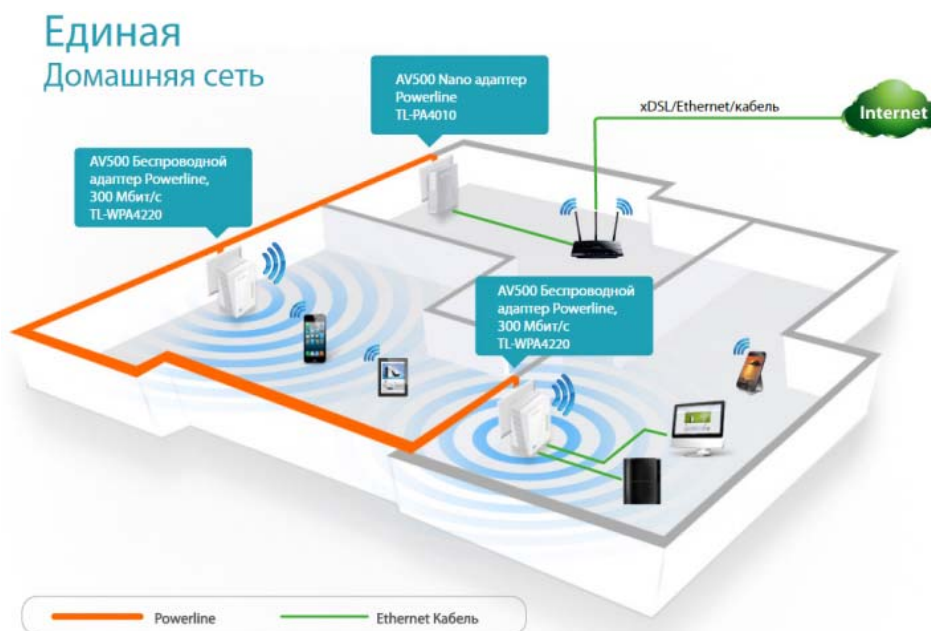 Единая
Домашняя сеть
AV500 Nano адаптер
Powerline
TL-PA4010
xDSL/Ethernet/кабель
Internet
AV500 Беспроводной
адаптер Powerline,
300 Мбит/с
TL-WPA4220
AV500 Беспроводной
адаптер Powerline,
300 Мбит/с
TL-WPA4220
Powerline
Ethernet Кабель